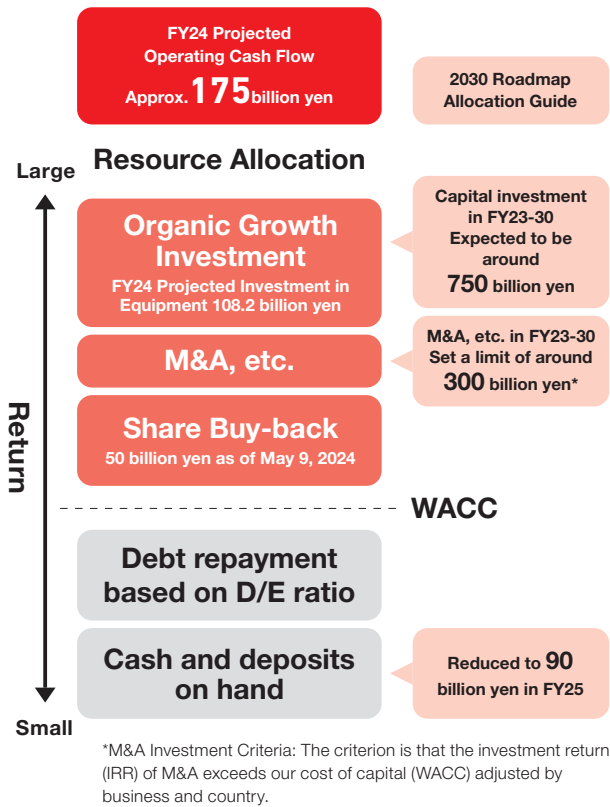 FY24 Projected
Operating Cash Flow
Approx. 175 billion yen
2030 Roadmap
Allocation Guide
Resource Allocation
Large
Return
Small
Organic Growth
Investment
FY24 Projected Investment in
Equipment 108.2 billion yen
Capital investment
in FY23-30
Expected to be
around
750 billion yen
M&A, etc.
M&A, etc. in FY23-30
Set a limit of around
300 billion yen*
Share Buy-back
50 billion yen as of May 9, 2024
WACC
Debt repayment
based on D/E ratio
Cash and deposits
on hand
Reduced to 90
billion yen in FY25
*M&A Investment Criteria: The criterion is that the investment return
(IRR) of M&A exceeds our cost of capital (WACC) adjusted by
business and country.